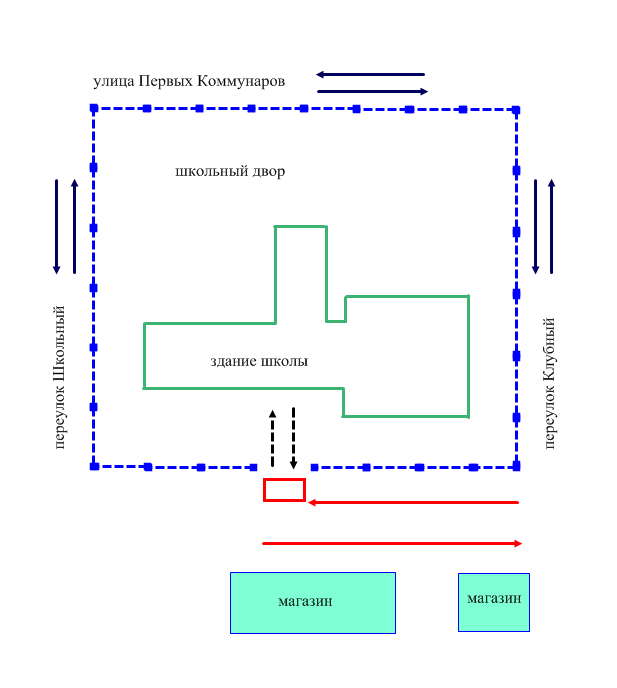 улица Первых Коммунаров
школьный двор
переулок Школьный
здание школы
переулок Клубный
магазин
магазин